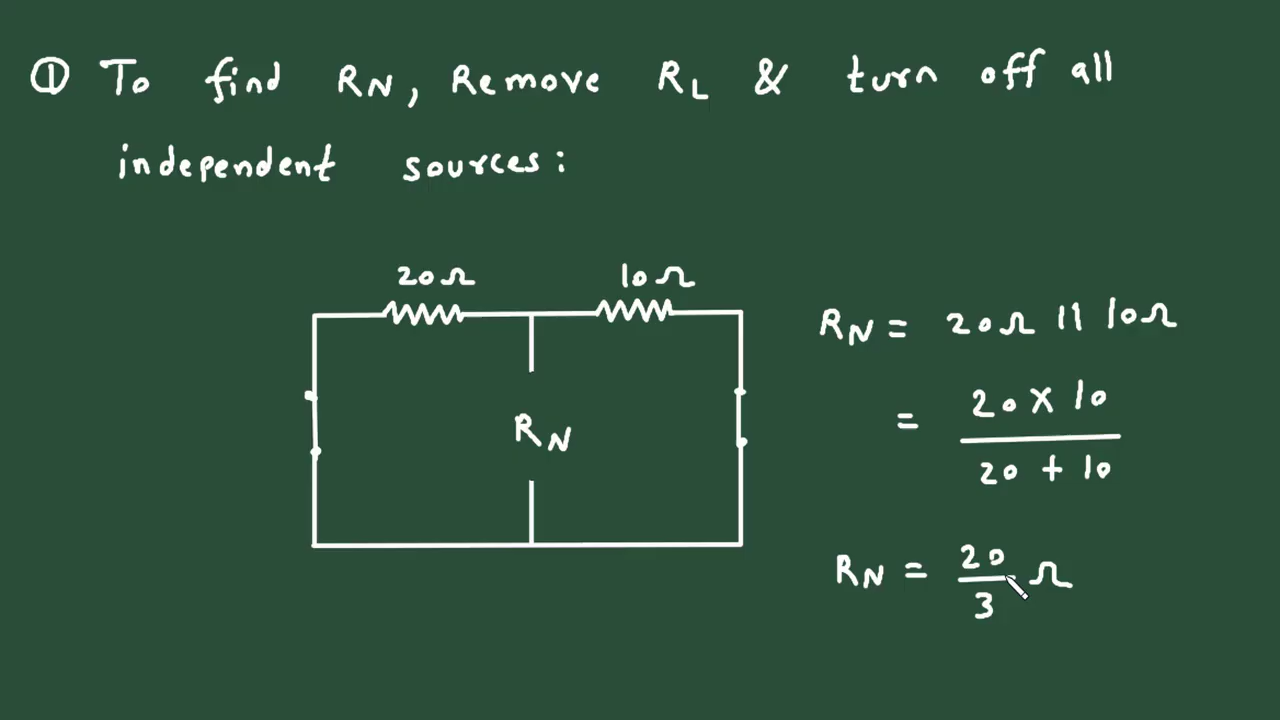 ① To find RN, Remove RL & turn off all
independent sources:
20Ω 10Ω
RN
RN = 20Ω || 10Ω
= 20 x 10
20 + 10
RN = 20
3 Ω